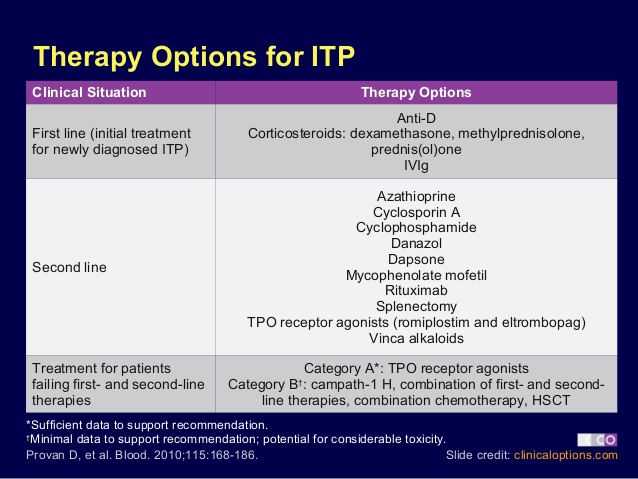 Therapy Options for ITP
Clinical Situation
Therapy Options
First line (initial treatment
for newly diagnosed ITP)
Anti-D
Corticosteroids: dexamethasone, methylprednisolone,
prednis(ol)one
IVIg
Second line
Azathioprine
Cyclosporin A
Cyclophosphamide
Danazol
Dapsone
Mycophenolate mofetil
Rituximab
Splenectomy
TPO receptor agonists (romiplostim and eltrombopag)
Vinca alkaloids
Treatment for patients
failing first- and second-line
therapies
Category A*: TPO receptor agonists
Category B†: campath-1 H, combination of first- and second-
line therapies, combination chemotherapy, HSCT
*Sufficient data to support recommendation.
†Minimal data to support recommendation; potential for considerable toxicity.
Provan D, et al. Blood. 2010;115:168-186.
CO
Slide credit: clinicaloptions.com